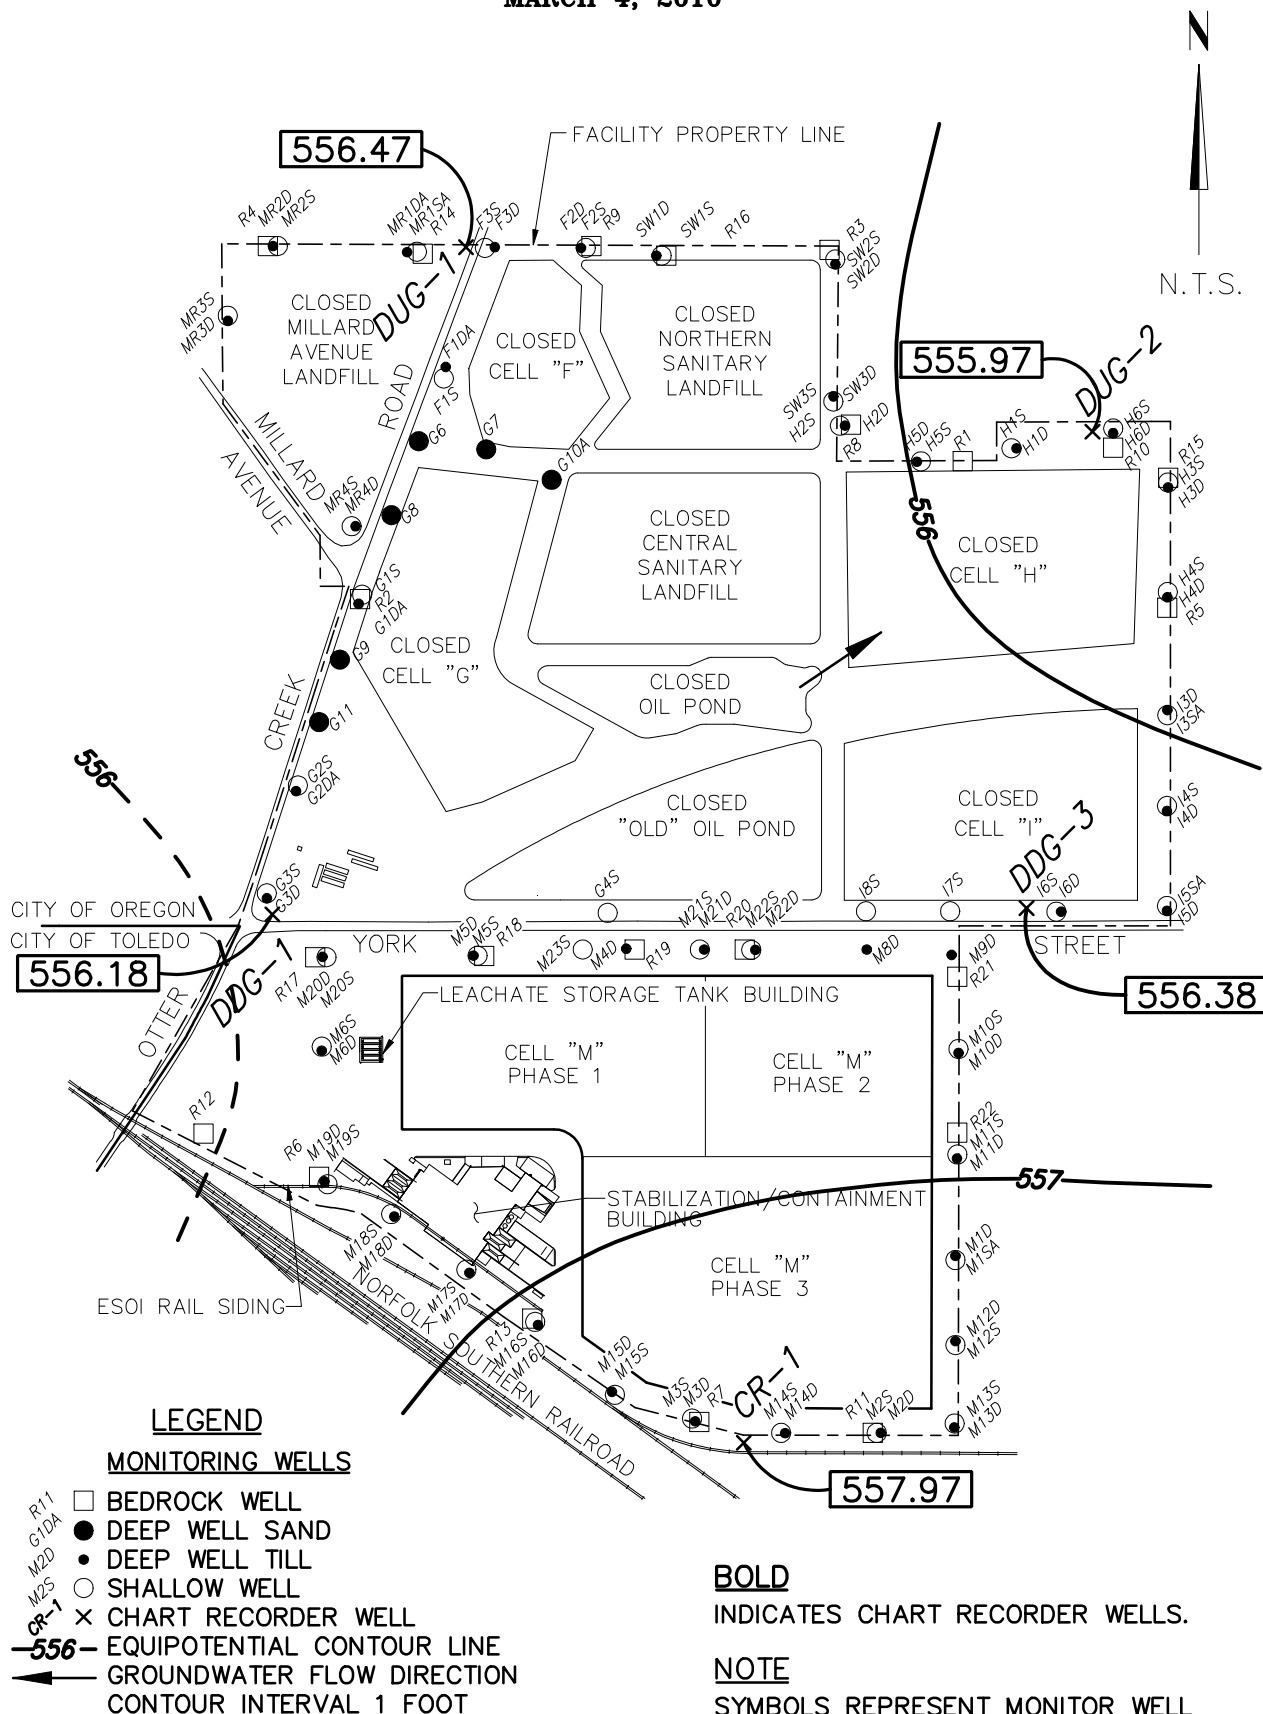 MARCH 4, 2010
N
N.T.S.
556.47
FACILITY PROPERTY LINE
R4
MR2D
MR2S
MR1DA
MR1SA
R14
F3S
F3D
F2D
F2S
R9
SW1D
SW1S
R16
R3
SW2S
SW2D
DUG-1
MR3S
MR3D
CLOSED
MILLARD
AVENUE
LANDFILL
CLOSED
CELL "F"
CLOSED
NORTHERN
SANITARY
LANDFILL
F1DA
F1S
555.97
DUG-2
SW3S
SW3D
H2S
H2D
R8
H5D
H5S
R1
H1S
H1D
H6S
H6D
R10
R15
H3S
H3D
ROAD
MILLARD
AVENUE
G6
G7
G10A
G8
MR4S
MR4D
556
CLOSED
CENTRAL
SANITARY
LANDFILL
CLOSED
CELL "H"
H4S
H4D
R5
G1S
R2
G1DA
G9
CLOSED
CELL "G"
CLOSED
OIL POND
CREEK
G11
I3D
I3SA
556
G2S
G2DA
CLOSED
"OLD" OIL POND
CLOSED
CELL "I"
DDG-3
I4S
I4D
G3S
G3D
G4S
I8S
I7S
I6S
I6D
I5SA
I5D
CITY OF OREGON
CITY OF TOLEDO
556.18
DDG-1
YORK
STREET
R17
M20D
M20S
M5D
M5S
R18
M23S
M4D
R19
M21S
M21D
R20
M22S
M22D
M8D
M9D
R21
556.38
OTTER
LEACHATE STORAGE TANK BUILDING
M6S
M6D
CELL "M"
PHASE 1
CELL "M"
PHASE 2
M10S
M10D
R12
R6
M19D
M19S
R22
M11S
M11D
557
STABILIZATION/CONTAINMENT
BUILDING
M18S
M18D
M17S
M17D
CELL "M"
PHASE 3
M1D
M1SA
ESOI RAIL SIDING
NORFOLK SOUTHERN RAILROAD
R13
M16S
M16D
M12D
M12S
M15D
M15S
M3S
M3D
R7
CR-1
M14S
M14D
R11
M2S
M2D
M13S
M13D
557.97
LEGEND
MONITORING WELLS
R11 BEDROCK WELL
G1DA DEEP WELL SAND
M2D DEEP WELL TILL
M2S SHALLOW WELL
CR-1 CHART RECORDER WELL
556 EQUIPOTENTIAL CONTOUR LINE
GROUNDWATER FLOW DIRECTION
CONTOUR INTERVAL 1 FOOT
BOLD
INDICATES CHART RECORDER WELLS.
NOTE
SYMBOLS REPRESENT MONITOR WELL